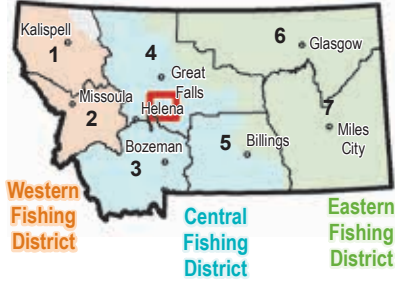 Kalispell
1
4
6
Glasgow
Great
Falls
Missoula
Helena
2
7
Miles
City
Bozeman
3
5
Billings
Western
Fishing
District
Central
Fishing
District
Eastern
Fishing
District